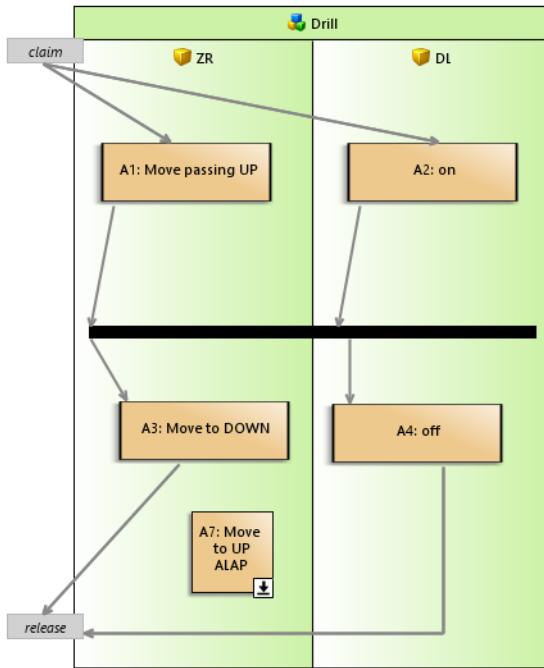 Drill
claim
ZR
DL
A1: Move passing UP
A2: on
A3: Move to DOWN
A4: off
A7: Move
to UP
ALAP
release